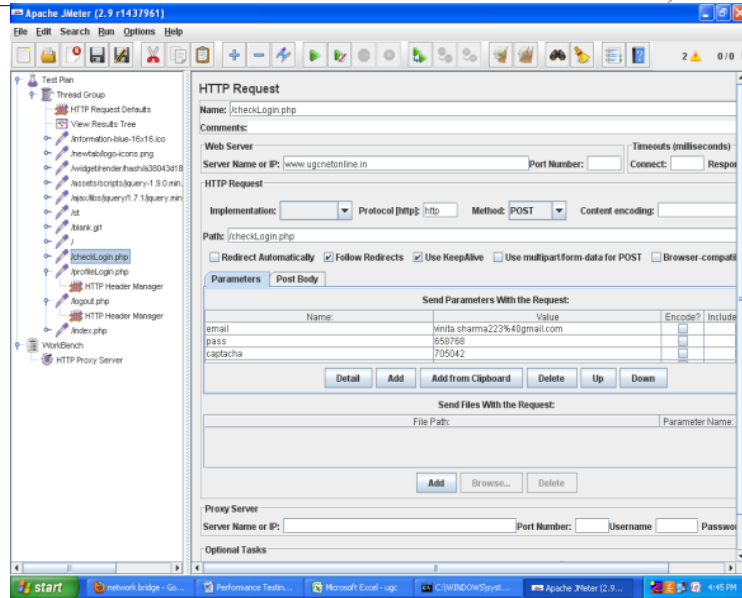 Apache JMeter (2.9 r1437961)
File Edit Search Run Options Help
2 0 / 0
Test Plan
Thread Group
HTTP Request Defaults
View Results Tree
/information-blue-16x16.ico
/newtab/logo-icons.png
/widget/render/hash/a38043d18
/assets/scripts/jquery-1.9.0.min.
/ajax/libs/jquery/1.7.1/jquery.min
/st
/blank.gif
/
/checkLogin.php
/profileLogin.php
HTTP Header Manager
/logout.php
HTTP Header Manager
/index.php
WorkBench
HTTP Proxy Server
HTTP Request
Name: /checkLogin.php
Comments:
Web Server
Timeouts (milliseconds)
Server Name or IP: www.ugcnetonline.in Port Number: Connect: Respor
HTTP Request
Implementation: Protocol [http]: http Method: POST Content encoding:
Path: /checkLogin.php
Redirect Automatically Follow Redirects Use KeepAlive Use multipart/form-data for POST Browser-compati
Parameters Post Body
Send Parameters With the Request:
Name: Value Encode? Include
email vinita.sharma223%40gmail.com
pass 658768
captacha 705042
Detail Add Add from Clipboard Delete Up Down
Send Files With the Request:
File Path: Parameter Name:
Add Browse... Delete
Proxy Server
Server Name or IP: Port Number: Username Passwor
Optional Tasks
start network bridge - Go... Performance Testin... Microsoft Excel - ugc C:\WINDOWS\syst... Apache JMeter (2.9... 4:45 PM